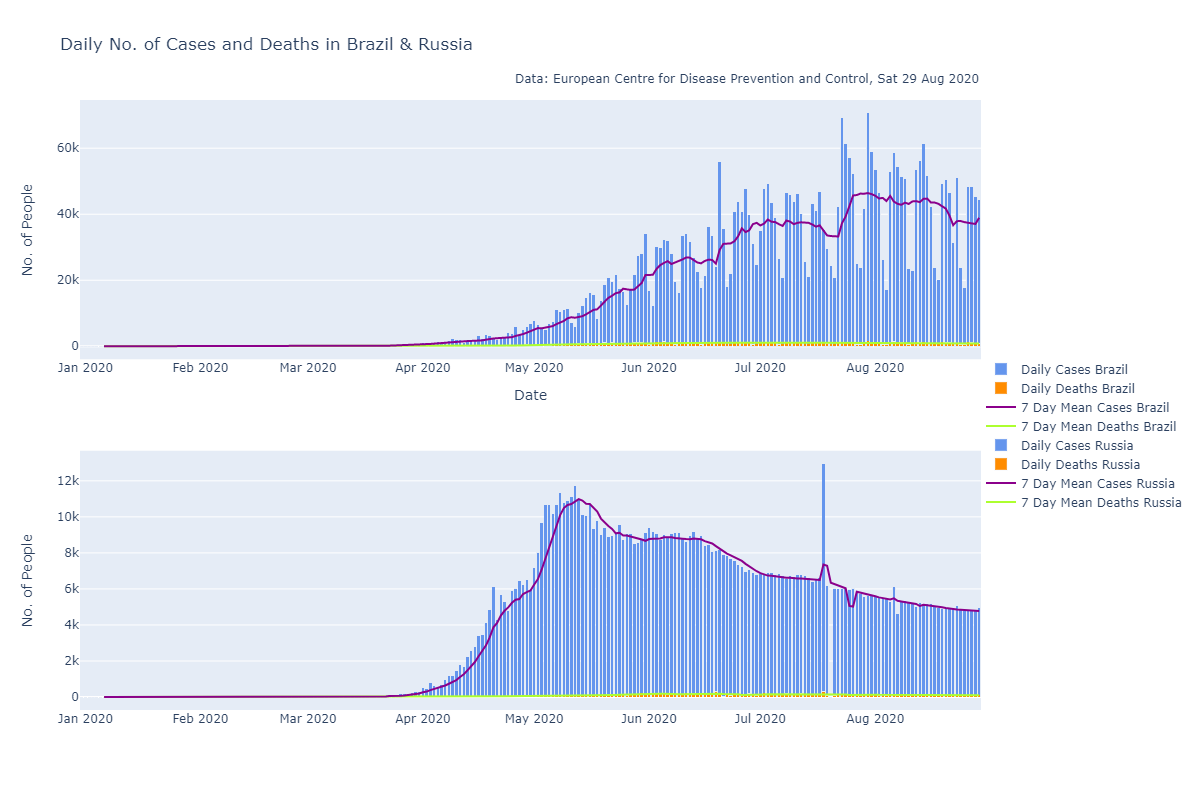 Daily No. of Cases and Deaths in Brazil & Russia
Data: European Centre for Disease Prevention and Control, Sat 29 Aug 2020
No. of People
60k
40k
20k
0
Jan 2020 Feb 2020 Mar 2020 Apr 2020 May 2020 Jun 2020 Jul 2020 Aug 2020
Date
Daily Cases Brazil
Daily Deaths Brazil
7 Day Mean Cases Brazil
7 Day Mean Deaths Brazil
Daily Cases Russia
Daily Deaths Russia
7 Day Mean Cases Russia
7 Day Mean Deaths Russia
No. of People
12k
10k
8k
6k
4k
2k
0
Jan 2020 Feb 2020 Mar 2020 Apr 2020 May 2020 Jun 2020 Jul 2020 Aug 2020